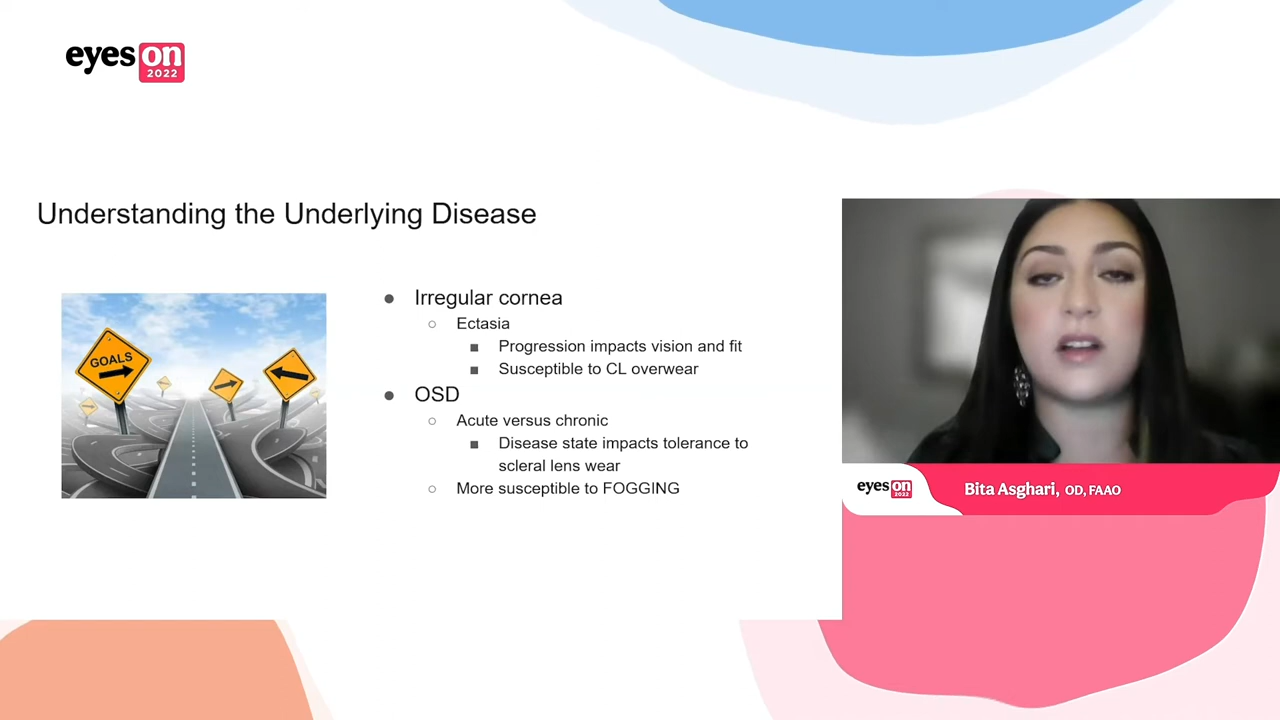 eyes on
2022
Understanding the Underlying Disease
GOALS
Irregular cornea
Ectasia
Progression impacts vision and fit
Susceptible to CL overwear
OSD
Acute versus chronic
Disease state impacts tolerance to
scleral lens wear
More susceptible to FOGGING
eyes on
2022
Bita Asghari, OD, FAAO